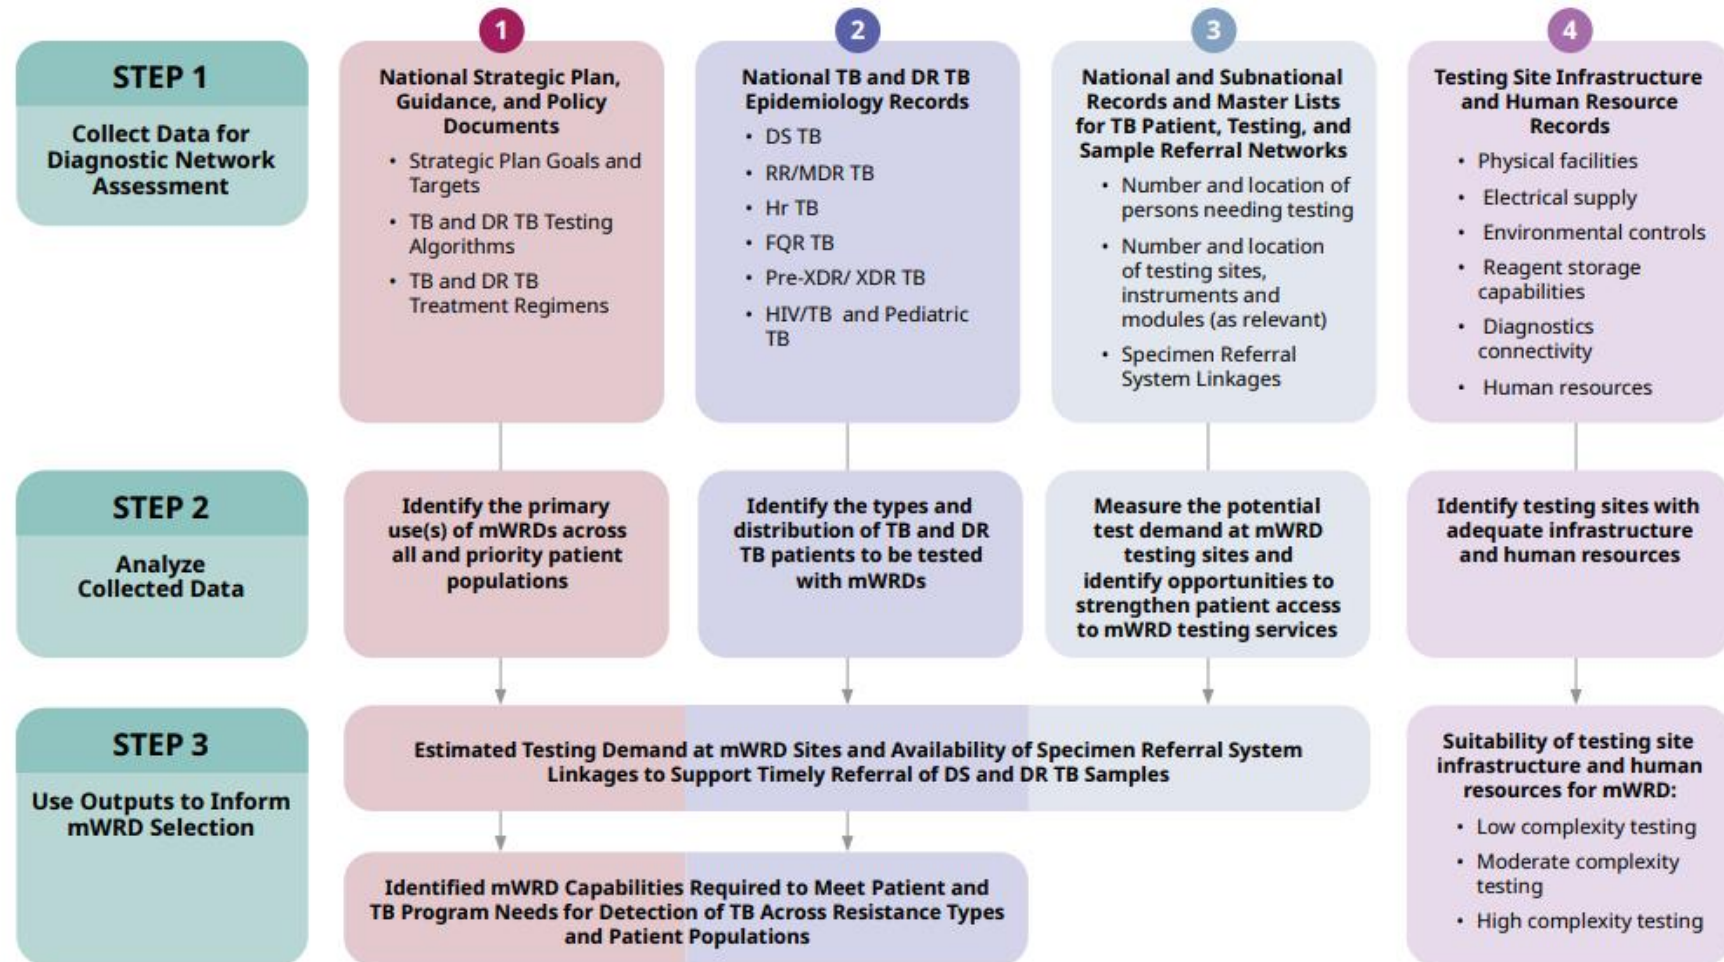 1
2
3
4
STEP 1
Collect Data for
Diagnostic Network
Assessment
National Strategic Plan,
Guidance, and Policy
Documents
• Strategic Plan Goals and
Targets
• TB and DR TB Testing
Algorithms
• TB and DR TB
Treatment Regimens
National TB and DR TB
Epidemiology Records
• DS TB
• RR/MDR TB
• Hr TB
• FQR TB
• Pre-XDR/ XDR TB
• HIV/TB and Pediatric
TB
National and Subnational
Records and Master Lists
for TB Patient, Testing, and
Sample Referral Networks
• Number and location of
persons needing testing
• Number and location
of testing sites,
instruments and
modules (as relevant)
• Specimen Referral
System Linkages
Testing Site Infrastructure
and Human Resource
Records
• Physical facilities
• Electrical supply
• Environmental controls
• Reagent storage
capabilities
• Diagnostics
connectivity
• Human resources
STEP 2
Analyze
Collected Data
Identify the primary
use(s) of mWRDs across
all and priority patient
populations
Identify the types and
distribution of TB and DR
TB patients to be tested
with mWRDs
Measure the potential
test demand at mWRD
testing sites and
identify opportunities to
strengthen patient access
to mWRD testing services
Identify testing sites with
adequate infrastructure
and human resources
STEP 3
Use Outputs to Inform
mWRD Selection
Estimated Testing Demand at mWRD Sites and Availability of Specimen Referral System
Linkages to Support Timely Referral of DS and DR TB Samples
Identified mWRD Capabilities Required to Meet Patient and
TB Program Needs for Detection of TB Across Resistance Types
and Patient Populations
Suitability of testing site
infrastructure and human
resources for mWRD:
• Low complexity testing
• Moderate complexity
testing
• High complexity testing